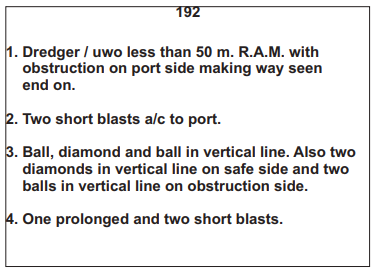 192
1. Dredger / uwo less than 50 m. R.A.M. with
obstruction on port side making way seen
end on.
2. Two short blasts a/c to port.
3. Ball, diamond and ball in vertical line. Also two
diamonds in vertical line on safe side and two
balls in vertical line on obstruction side.
4. One prolonged and two short blasts.